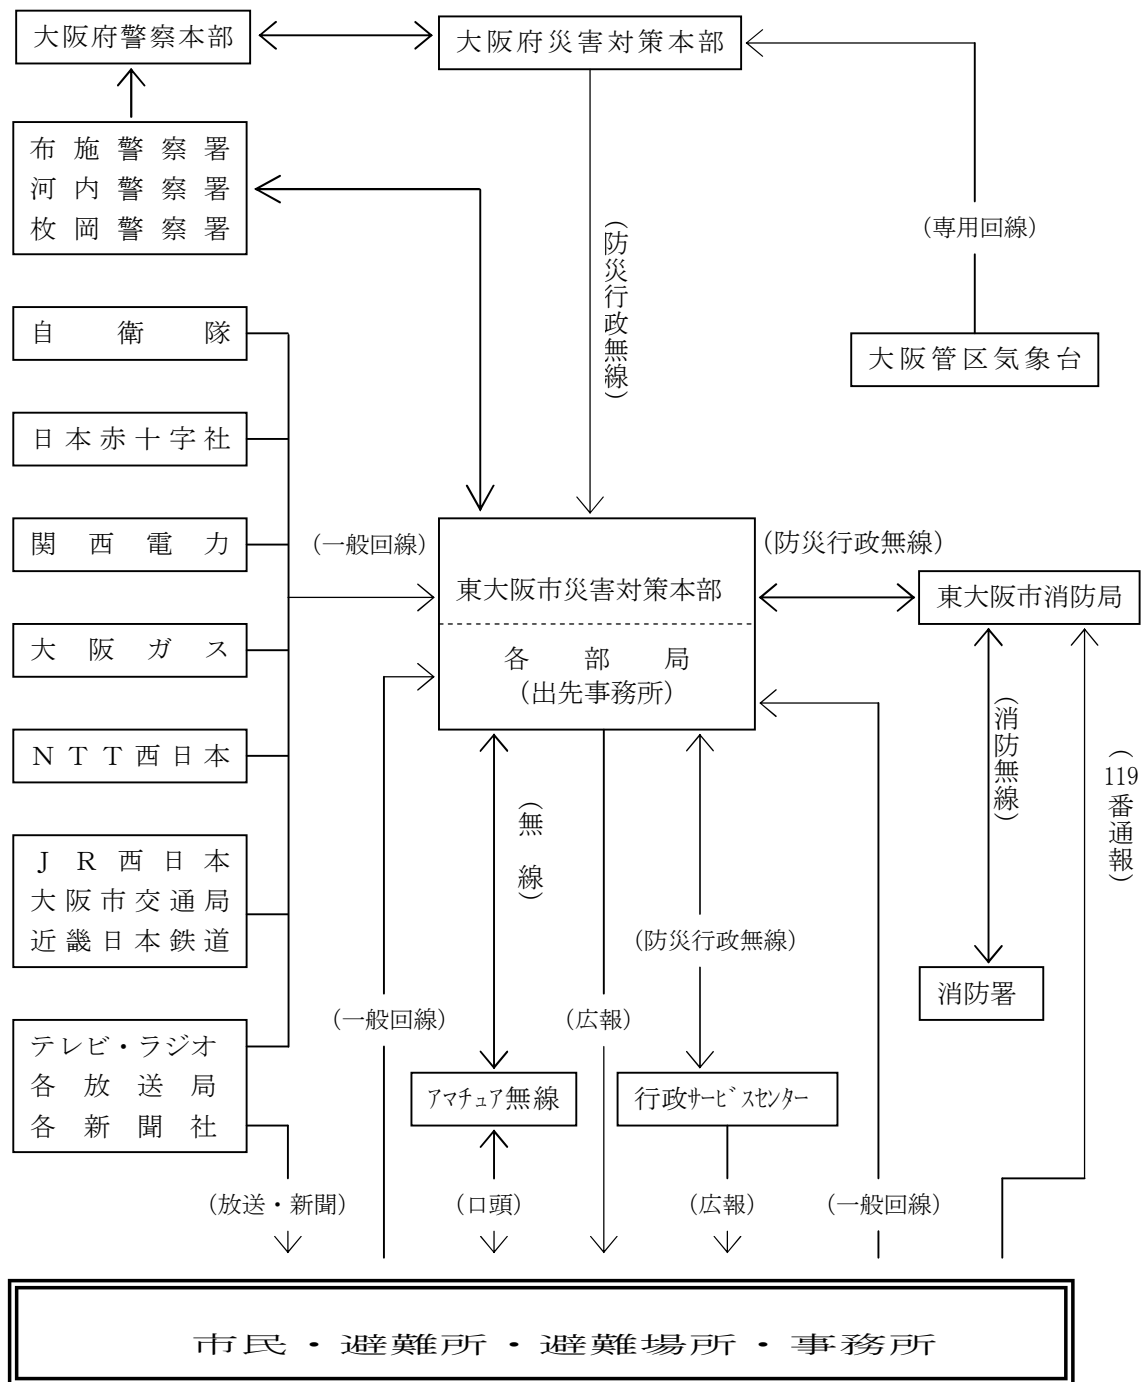 大阪府警察本部
大阪府災害対策本部
布施警察署
河内警察署
枚岡警察署
(防災行政無線)
(専用回線)
自衛隊
大阪管区気象台
日本赤十字社
関西電力
(一般回線)
(防災行政無線)
東大阪市災害対策本部
東大阪市消防局
大阪ガス
各部局
(出先事務所)
NTT西日本
(消防無線)
(119番通報)
(無線)
JR西日本
大阪市交通局
近畿日本鉄道
(防災行政無線)
消防署
(一般回線)
(広報)
テレビ・ラジオ
各放送局
各新聞社
アマチュア無線
行政サービスセンター
(放送・新聞)
(口頭)
(広報)
(一般回線)
市民・避難所・避難場所・事務所